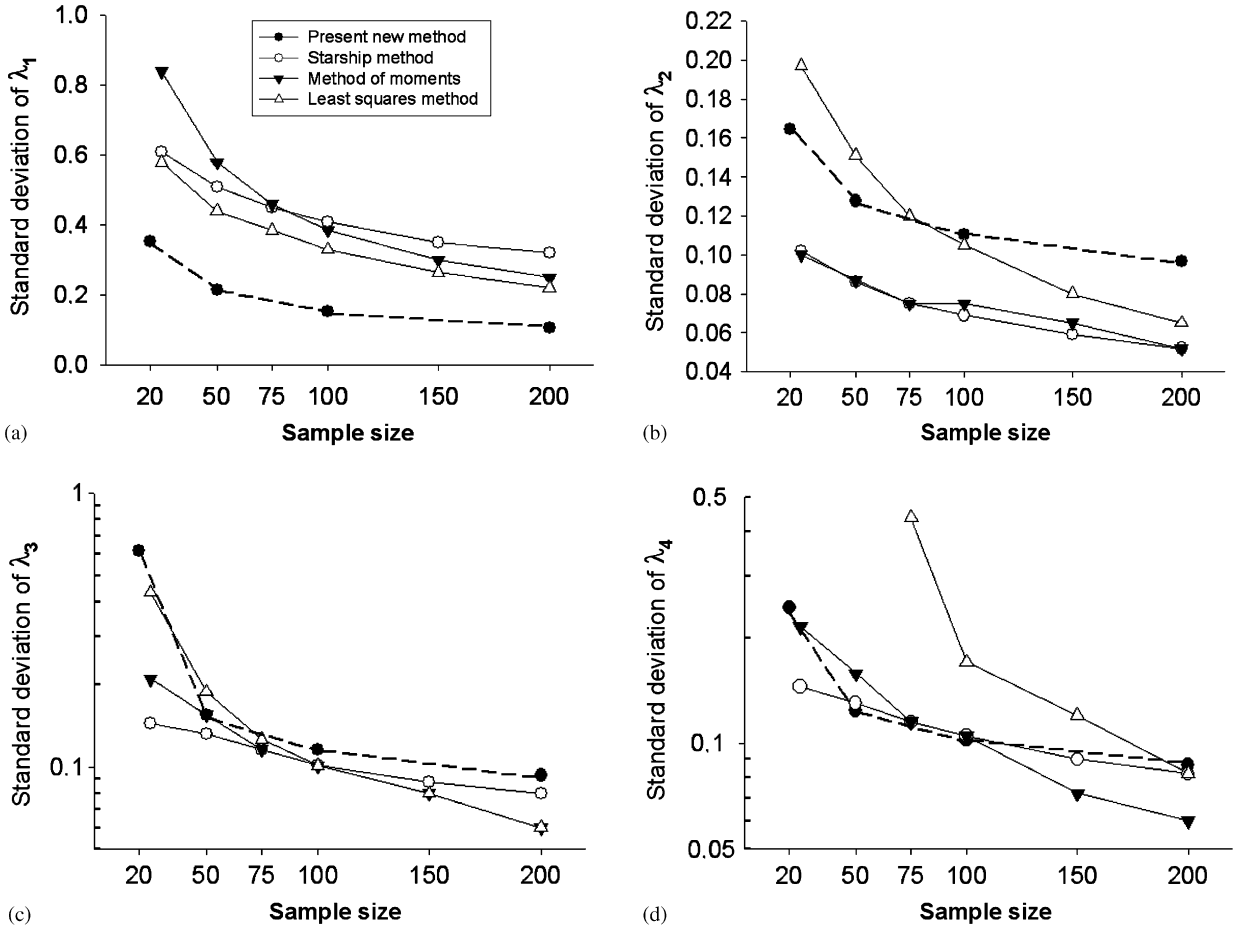 1.0
0.8
0.6
0.4
0.2
0.0
Standard deviation of λ1
Present new method
Starship method
Method of moments
Least squares method
20 50 75 100 150 200
Sample size
(a)
0.22
0.20
0.18
0.16
0.14
0.12
0.10
0.08
0.06
0.04
Standard deviation of λ2
20 50 75 100 150 200
Sample size
(b)
1
0.1
Standard deviation of λ3
20 50 75 100 150 200
Sample size
(c)
0.5
0.1
0.05
Standard deviation of λ4
20 50 75 100 150 200
Sample size
(d)